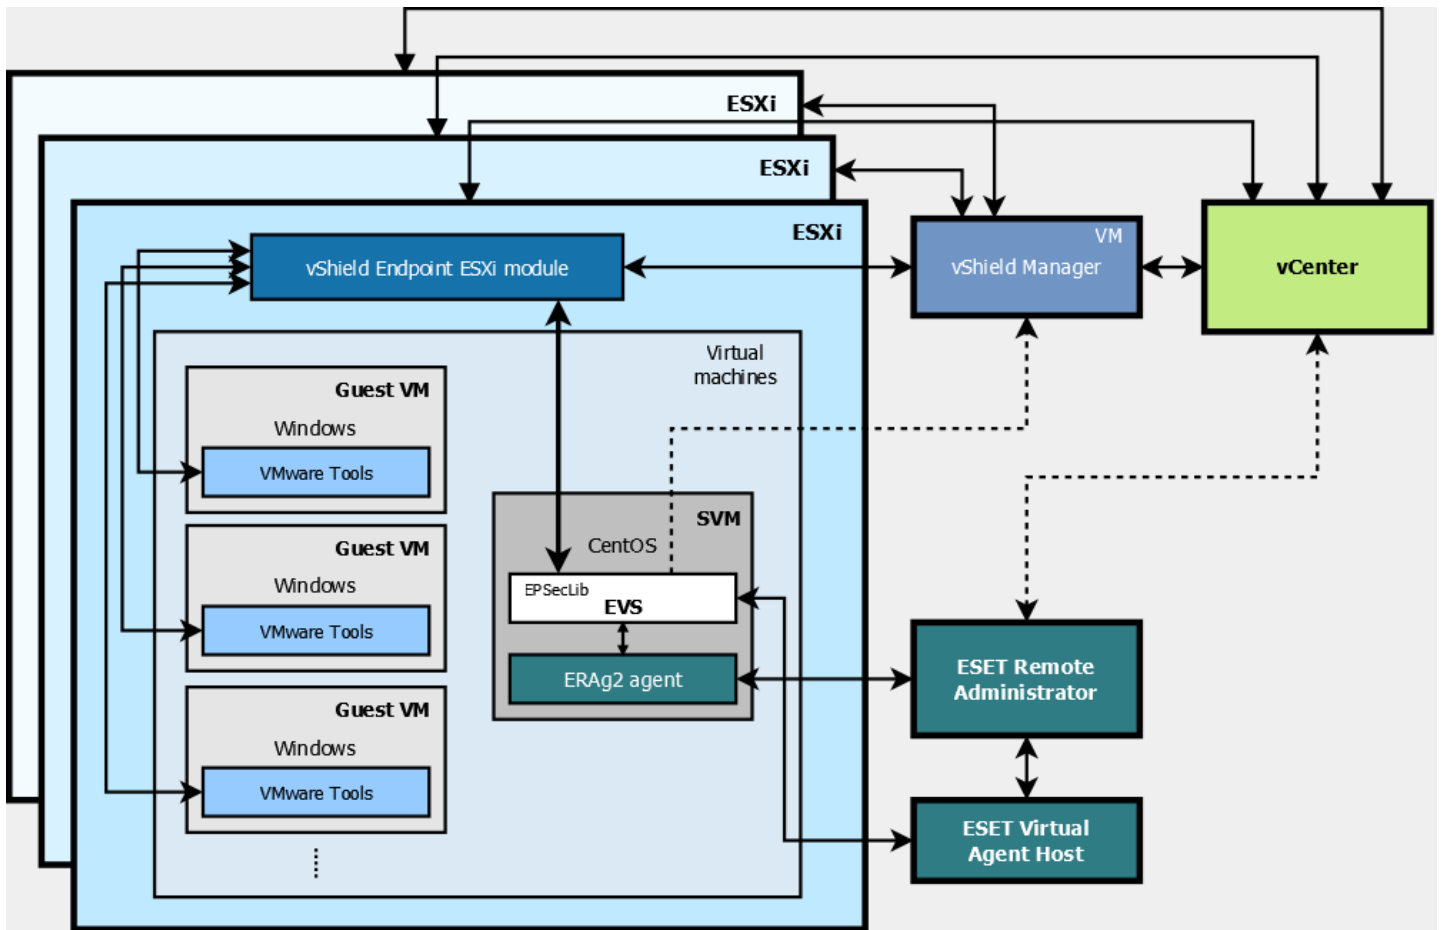 ESXi
ESXi
ESXi
vShield Endpoint ESXi module
VM
vShield Manager
vCenter
Virtual
machines
Guest VM
Windows
VMware Tools
Guest VM
Windows
VMware Tools
Guest VM
Windows
VMware Tools
SVM
CentOS
EPSecLib
EVS
ERAg2 agent
ESET Remote
Administrator
ESET Virtual
Agent Host